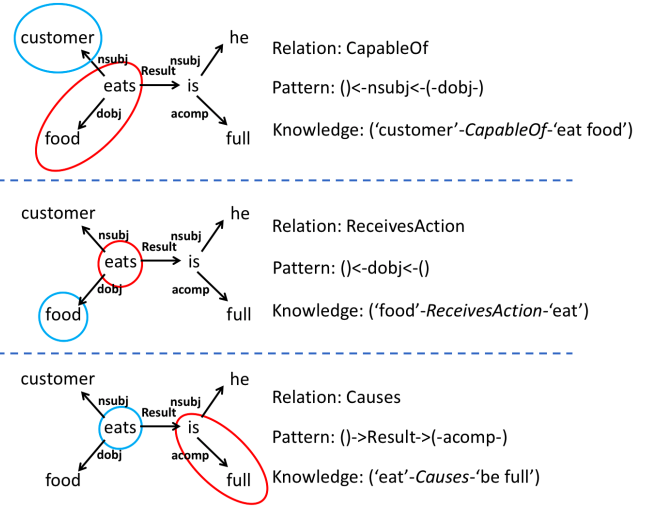 customer
he
nsubj
nsubj
Relation: CapableOf
Result
eats
is
Pattern: ()<-nsubj<-(-dobj-)
dobj
acomp
food
full
Knowledge: (‘customer’-CapableOf-‘eat food’)
customer
he
nsubj
nsubj
Relation: ReceivesAction
Result
eats
is
Pattern: ()<-dobj<-()
dobj
acomp
food
full
Knowledge: (‘food’-ReceivesAction-‘eat’)
customer
he
nsubj
nsubj
Relation: Causes
Result
eats
is
Pattern: ()->Result->(-acomp-)
dobj
acomp
food
full
Knowledge: (‘eat’-Causes-‘be full’)